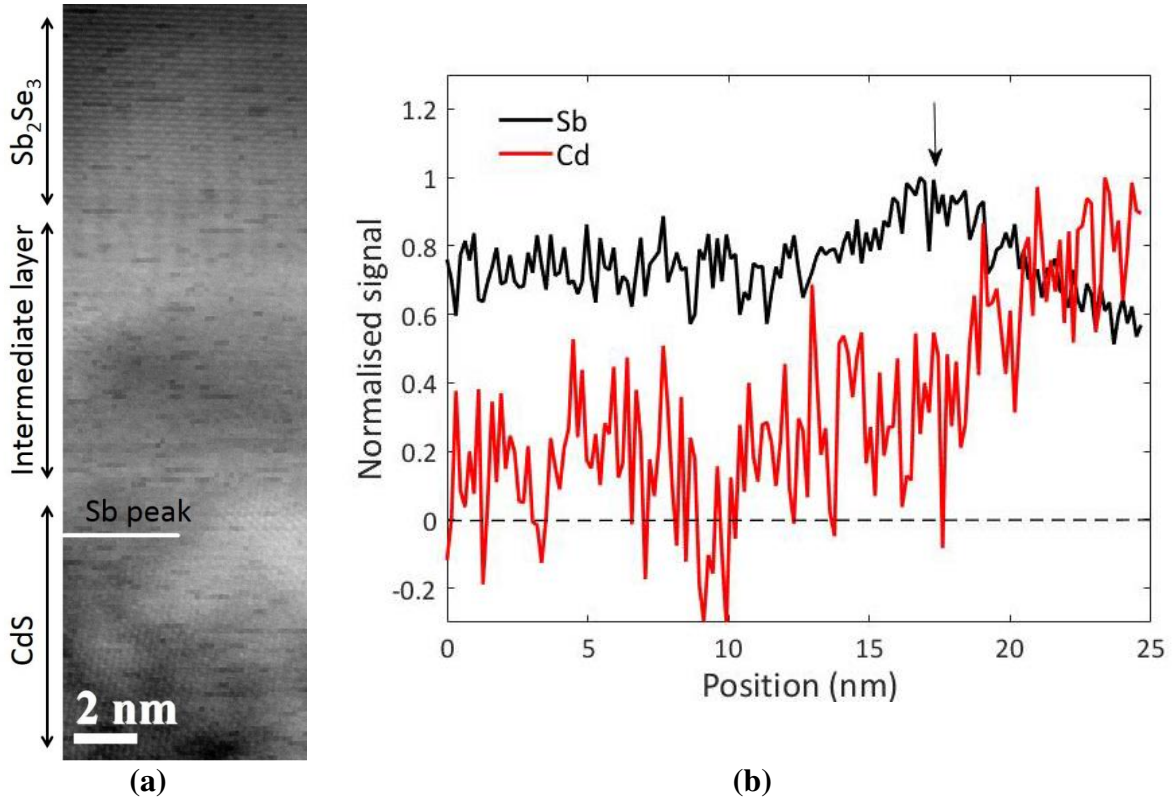 Sb₂Se₃
Intermediate layer
Sb peak
CdS
2 nm
(a)
Sb
Cd
Normalised signal
1.2
1
0.8
0.6
0.4
0.2
0
-0.2
0
5
10
15
20
25
Position (nm)
(b)